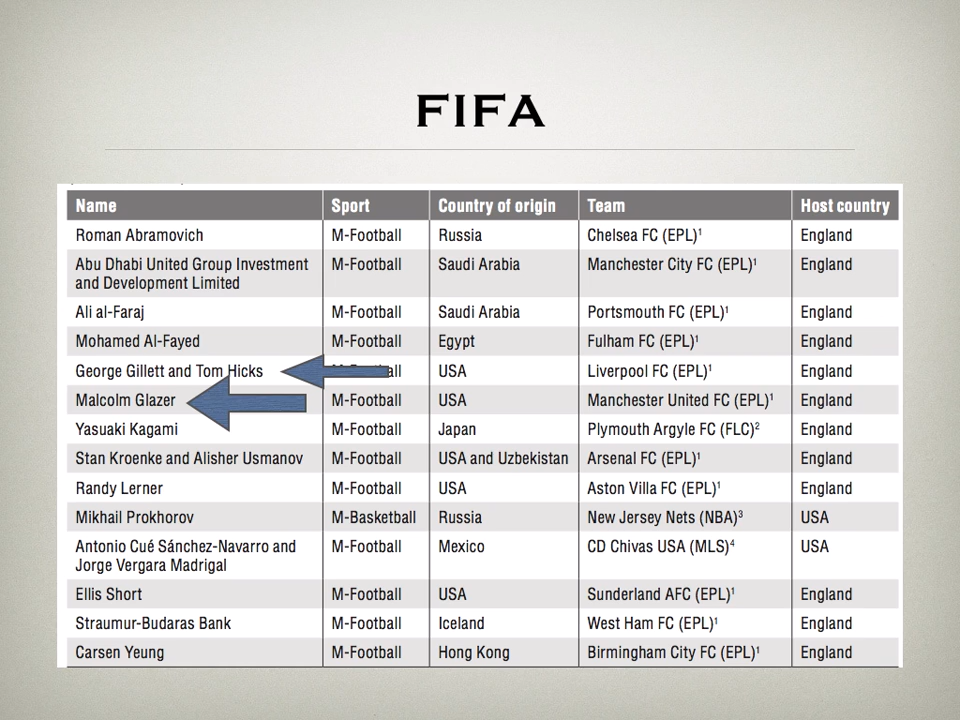 FIFA
Name Sport Country of origin Team Host country
Roman Abramovich M-Football Russia Chelsea FC (EPL)¹ England
Abu Dhabi United Group Investment M-Football Saudi Arabia Manchester City FC (EPL)¹ England
and Development Limited
Ali al-Faraj M-Football Saudi Arabia Portsmouth FC (EPL)¹ England
Mohamed Al-Fayed M-Football Egypt Fulham FC (EPL)¹ England
George Gillett and Tom Hicks M-Football USA Liverpool FC (EPL)¹ England
Malcolm Glazer M-Football USA Manchester United FC (EPL)¹ England
Yasuaki Kagami M-Football Japan Plymouth Argyle FC (FLC)² England
Stan Kroenke and Alisher Usmanov M-Football USA and Uzbekistan Arsenal FC (EPL)¹ England
Randy Lerner M-Football USA Aston Villa FC (EPL)¹ England
Mikhail Prokhorov M-Basketball Russia New Jersey Nets (NBA)³ USA
Antonio Cué Sánchez-Navarro and M-Football Mexico CD Chivas USA (MLS)⁴ USA
Jorge Vergara Madrigal
Ellis Short M-Football USA Sunderland AFC (EPL)¹ England
Straumur-Budaras Bank M-Football Iceland West Ham FC (EPL)¹ England
Carsen Yeung M-Football Hong Kong Birmingham City FC (EPL)¹ England